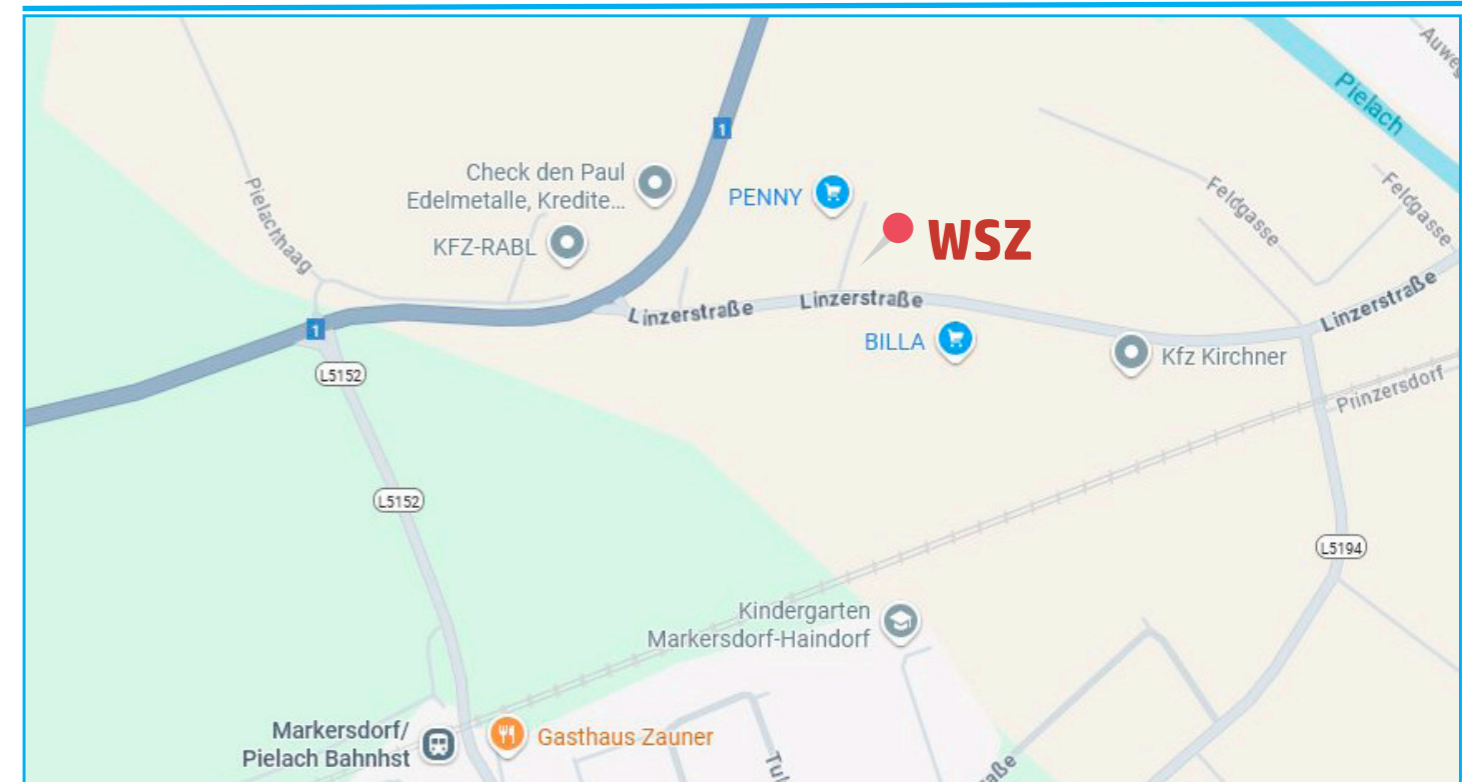 Auweg
Pielach
1
Check den Paul
Edelmetalle, Kredite…
PENNY
Feldgasse
Feldgasse
Pielachhaag
KFZ-RABL
WSZ
Linzerstraße
Linzerstraße
Linzerstraße
1
BILLA
Kfz Kirchner
L5152
Prinzersdorf
L5152
L5194
Kindergarten
Markersdorf-Haindorf
Markersdorf/
Pielach Bahnhst
Gasthaus Zauner